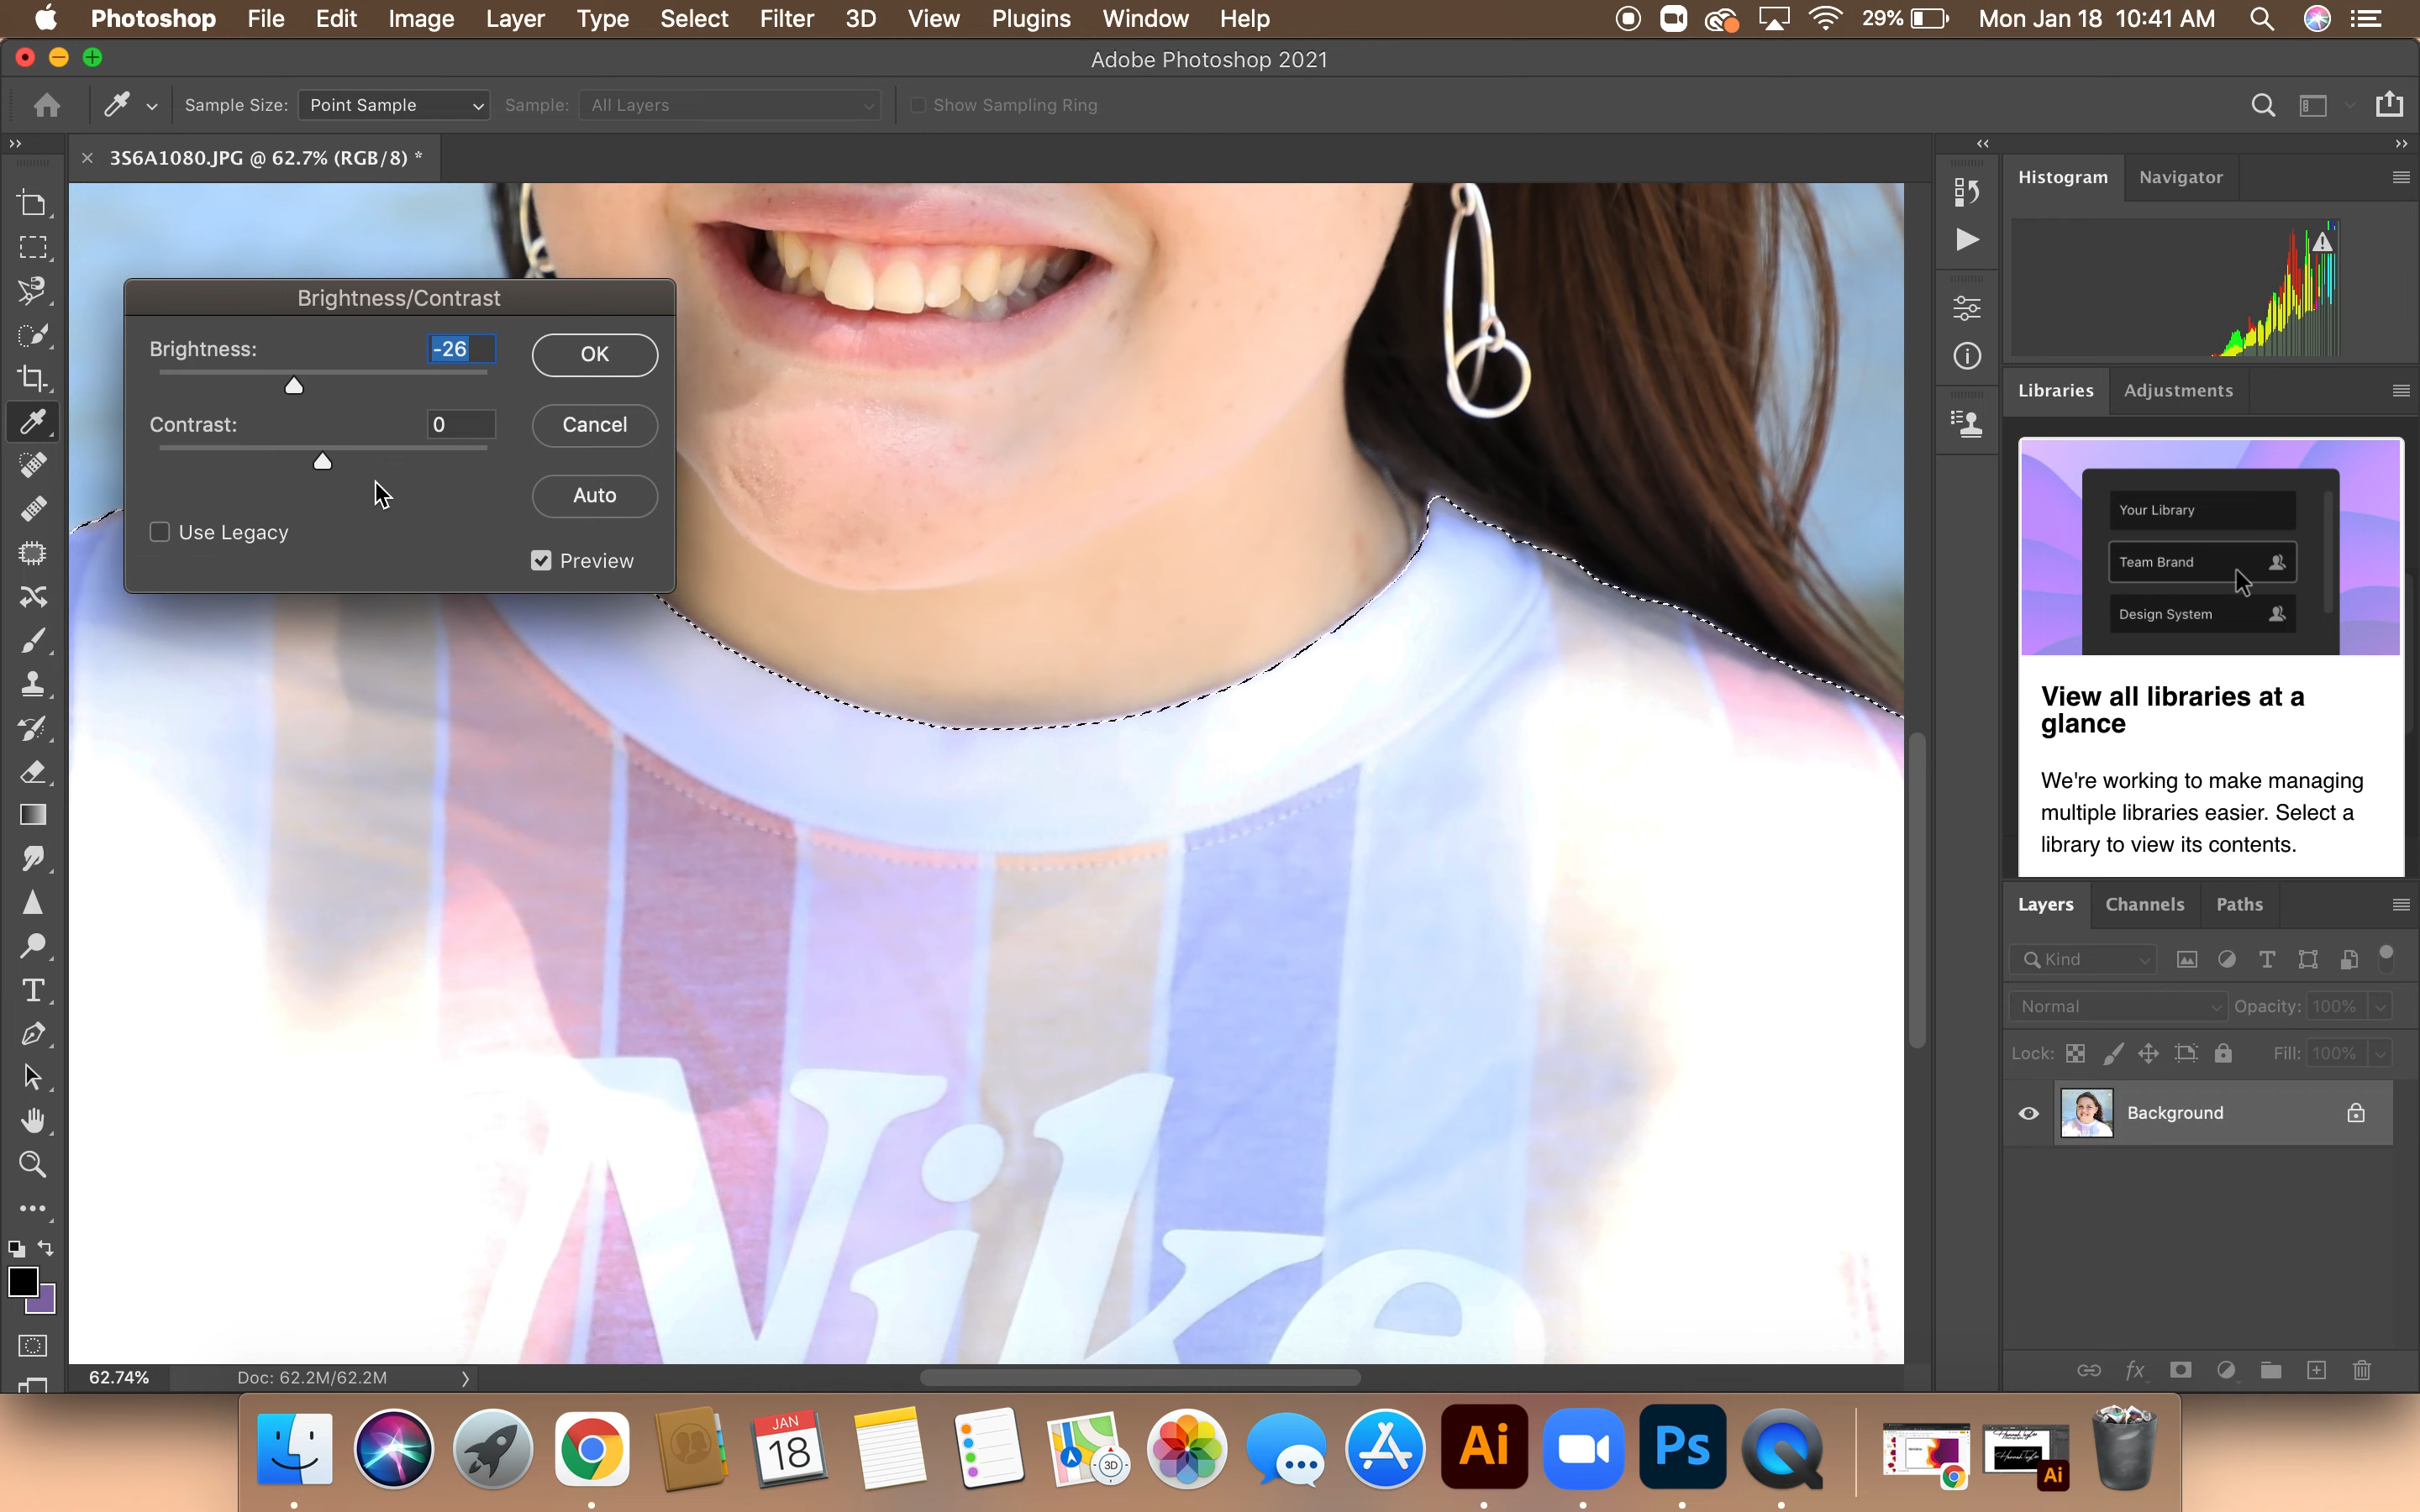 Photoshop File Edit Image Layer Type Select Filter 3D View Plugins Window Help 29% Mon Jan 18 10:41 AM
Adobe Photoshop 2021
Sample Size: Point Sample Sample: All Layers Show Sampling Ring
3S6A1080.JPG @ 62.7% (RGB/8) *
Histogram Navigator
Brightness/Contrast
Brightness: -26
OK
Contrast: 0
Cancel
Auto
Use Legacy
Preview
Libraries Adjustments
Your Library
Team Brand
Design System
View all libraries at a
glance
We're working to make managing
multiple libraries easier. Select a
library to view its contents.
Layers Channels Paths
Kind
Normal Opacity: 100%
Lock: Fill: 100%
Background
Nike
62.74% Doc: 62.2M/62.2M
JAN
18
3D
Ai
Ps
Ai